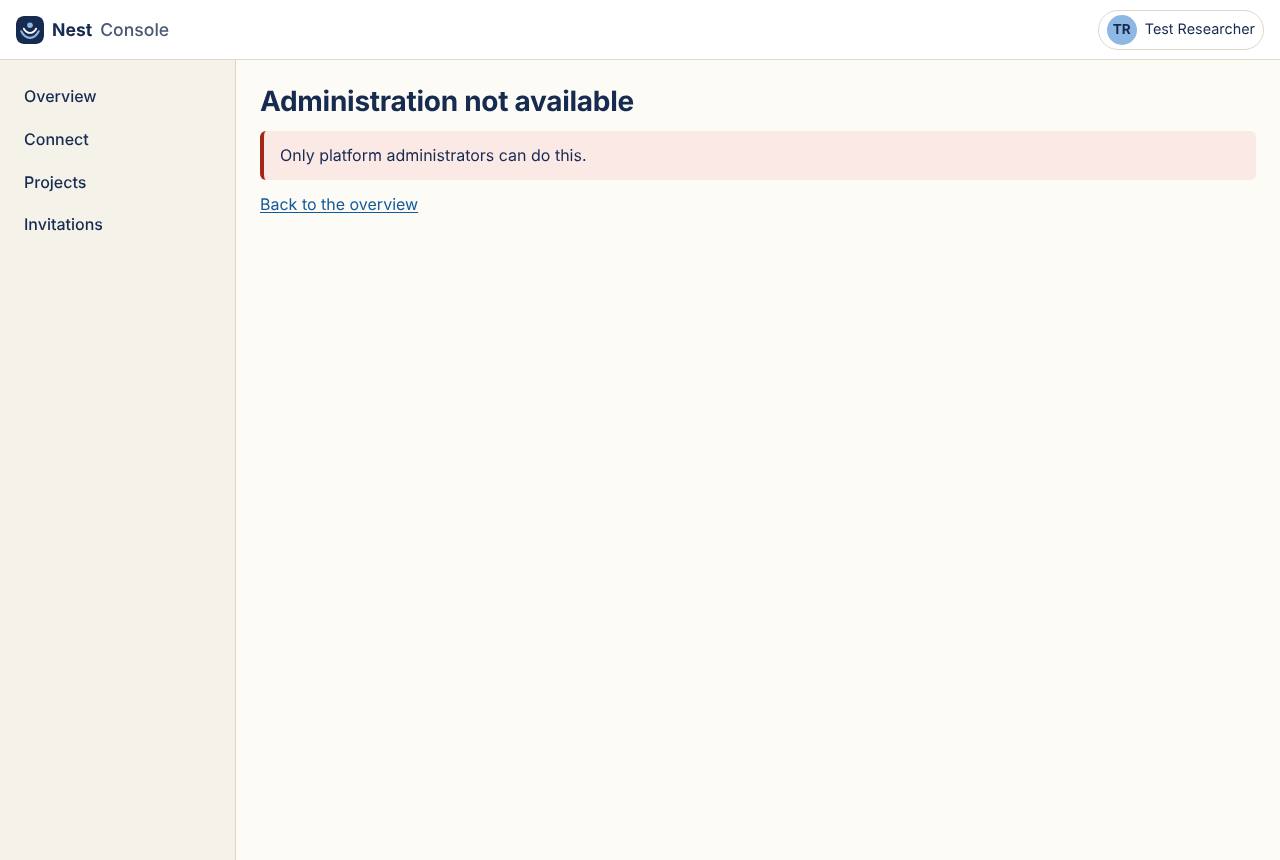 Nest Console
TR Test Researcher
Overview
Connect
Projects
Invitations
Administration not available
Only platform administrators can do this.
Back to the overview